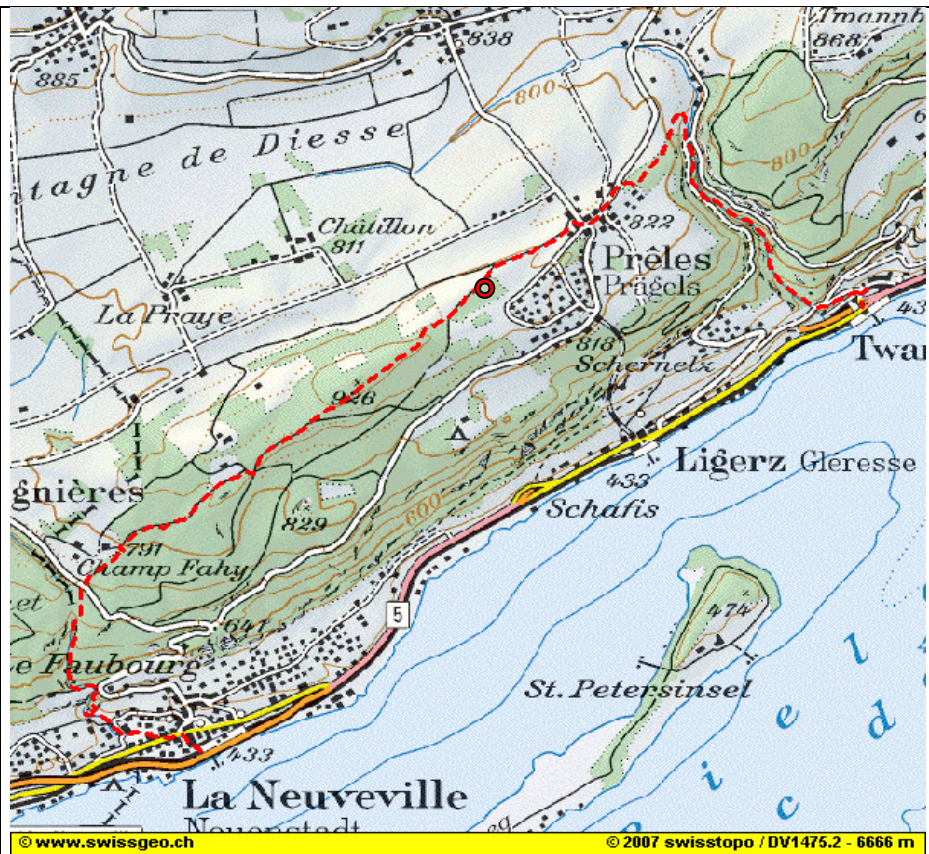 Tmannb
838
868
885
800
tagne de Diesse
800
Châtillon
811
822
Prêles
Prägels
La Praye
818
Schernelz
Twan
926
Ligerz Gléresse
433
gnières
600
Schafis
829
791
Champ Fahy
5
474
641
e Faubourg
St. Petersinsel
433
La Neuveville
Neuenstadt
i e l
c d
© www.swissgeo.ch
© 2007 swisstopo / DV1475.2 - 6666 m